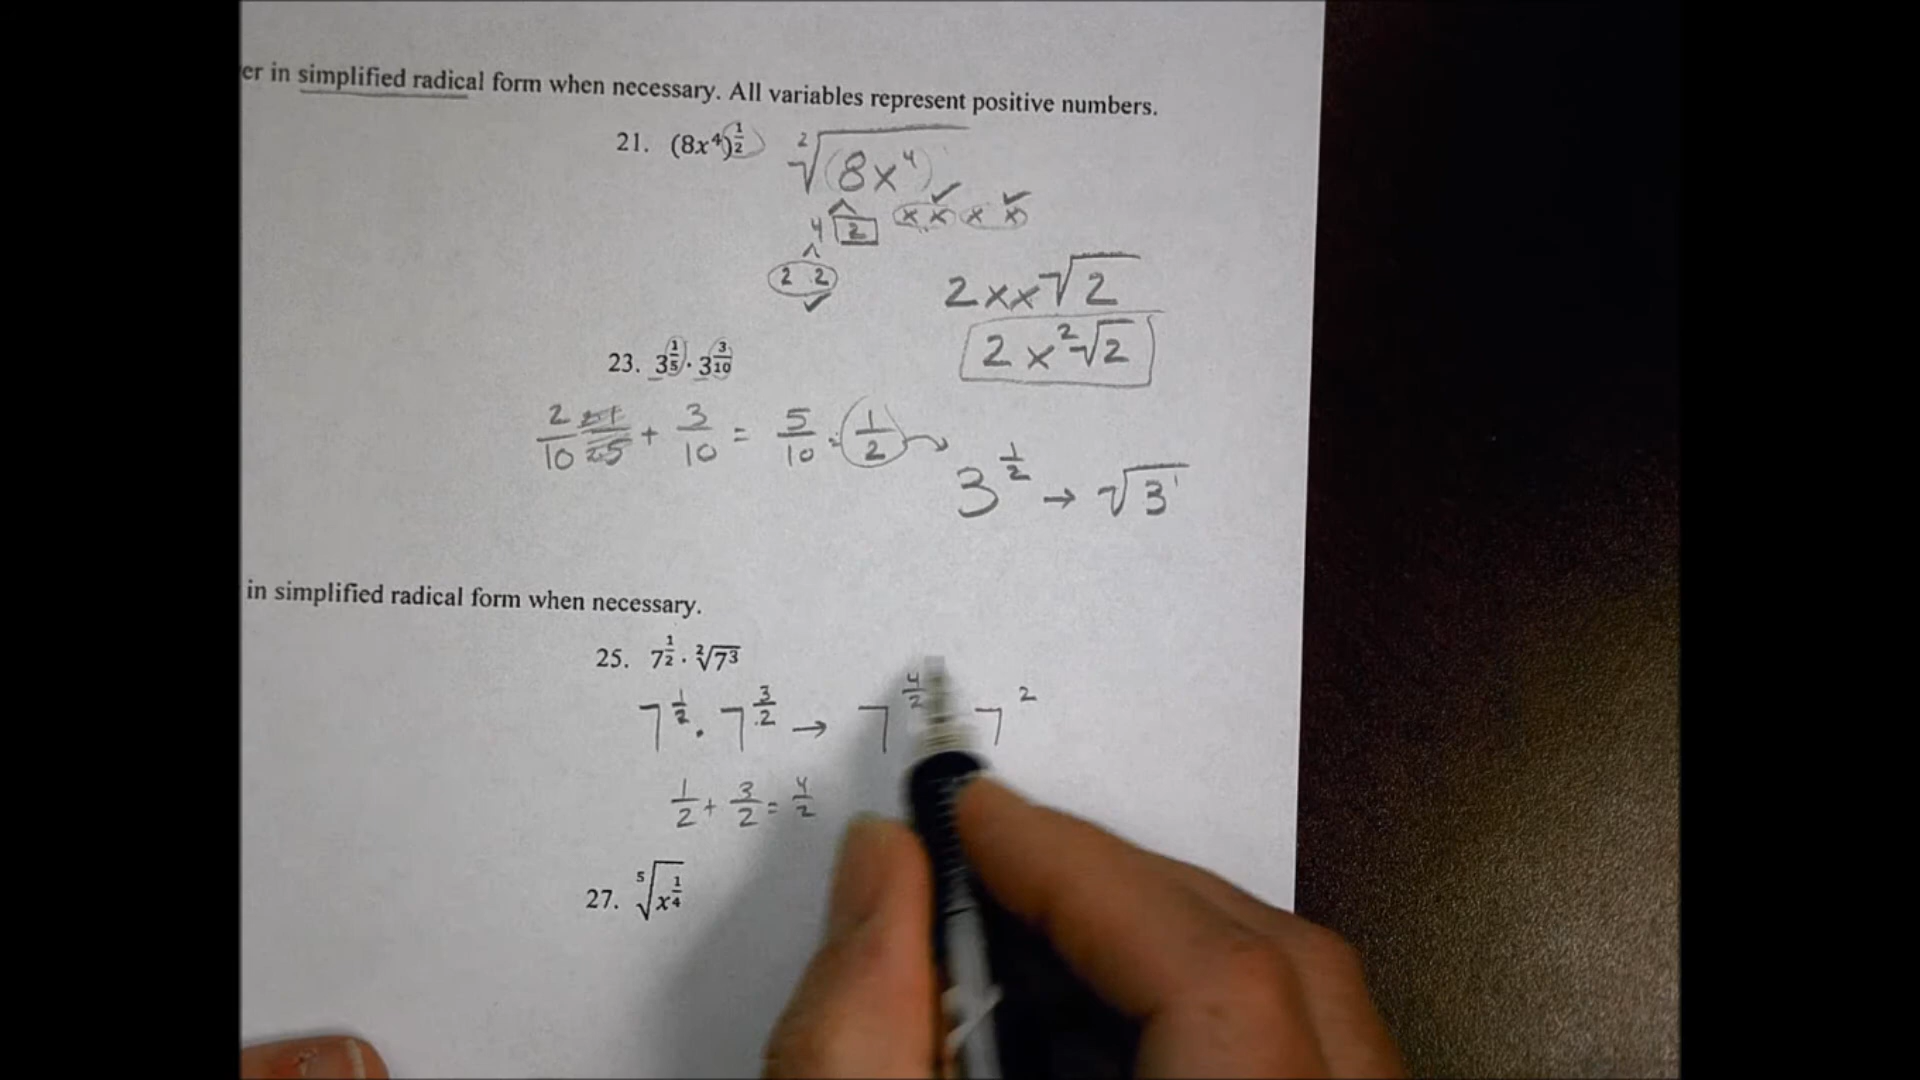 er in simplified radical form when necessary. All variables represent positive numbers.
21. (8x⁴)^(1/2) ²√(8x⁴)
4 2 x x x x
2 2
2xx√2
2x²√2
23. 3^(1/5) · 3^(3/10)
2/10 + 3/10 = 5/10 = 1/2
3^(1/2) → √3
in simplified radical form when necessary.
25. 7^(1/2) · ²√7³
7^(1/2) · 7^(3/2) → 7^(4/2) 7²
1/2 + 3/2 = 4/2
27. ⁵√x^(1/4)